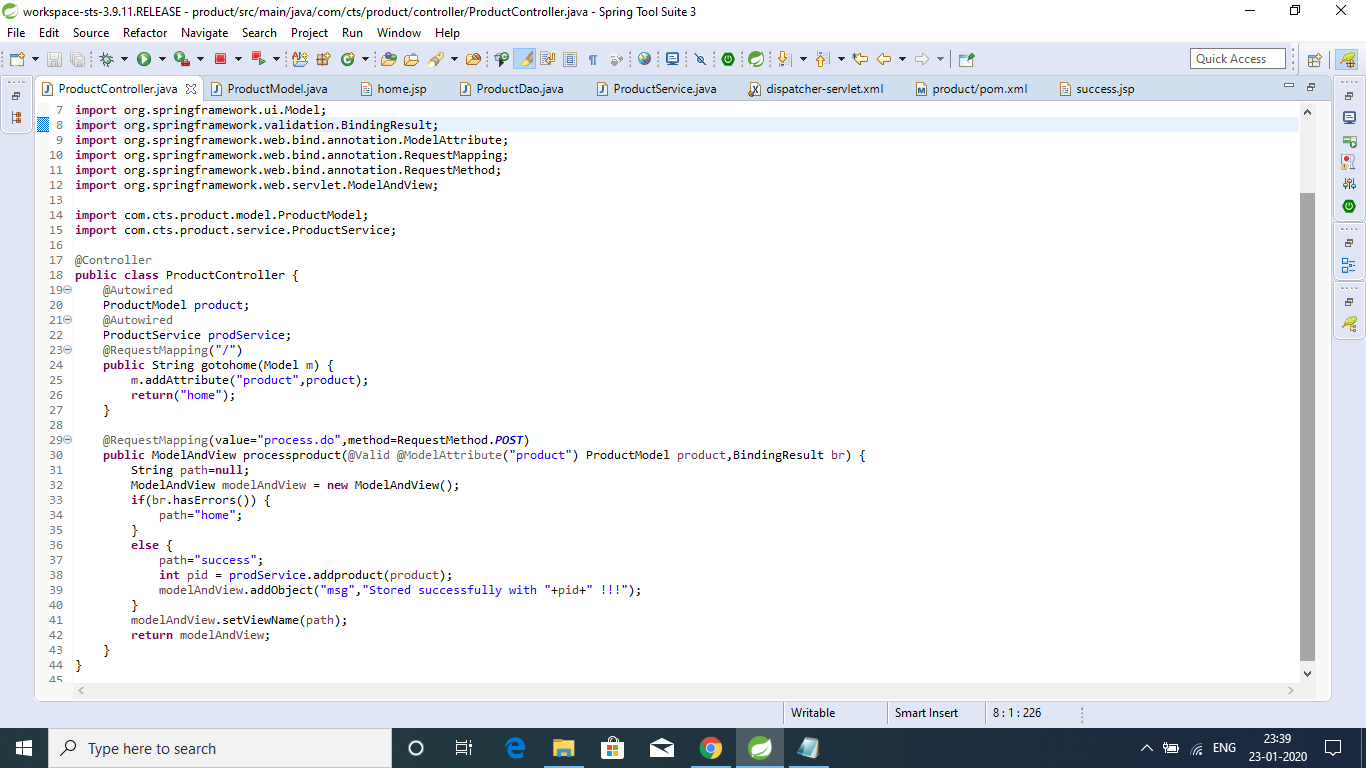 workspace-sts-3.9.11.RELEASE - product/src/main/java/com/cts/product/controller/ProductController.java - Spring Tool Suite 3
File Edit Source Refactor Navigate Search Project Run Window Help
Quick Access
ProductController.java ProductModel.java home.jsp ProductDao.java ProductService.java dispatcher-servlet.xml product/pom.xml success.jsp
7 import org.springframework.ui.Model;
8 import org.springframework.validation.BindingResult;
9 import org.springframework.web.bind.annotation.ModelAttribute;
10 import org.springframework.web.bind.annotation.RequestMapping;
11 import org.springframework.web.bind.annotation.RequestMethod;
12 import org.springframework.web.servlet.ModelAndView;
13
14 import com.cts.product.model.ProductModel;
15 import com.cts.product.service.ProductService;
16
17 @Controller
18 public class ProductController {
19 @Autowired
20 ProductModel product;
21 @Autowired
22 ProductService prodService;
23 @RequestMapping("/")
24 public String gotohome(Model m) {
25 m.addAttribute("product",product);
26 return("home");
27 }
28
29 @RequestMapping(value="process.do",method=RequestMethod.POST)
30 public ModelAndView processproduct(@Valid @ModelAttribute("product") ProductModel product,BindingResult br) {
31 String path=null;
32 ModelAndView modelAndView = new ModelAndView();
33 if(br.hasErrors()) {
34 path="home";
35 }
36 else {
37 path="success";
38 int pid = prodService.addproduct(product);
39 modelAndView.addObject("msg","Stored successfully with "+pid+" !!!");
40 }
41 modelAndView.setViewName(path);
42 return modelAndView;
43 }
44 }
45
Writable Smart Insert 8 : 1 : 226
Type here to search
ENG
23:39
23-01-2020